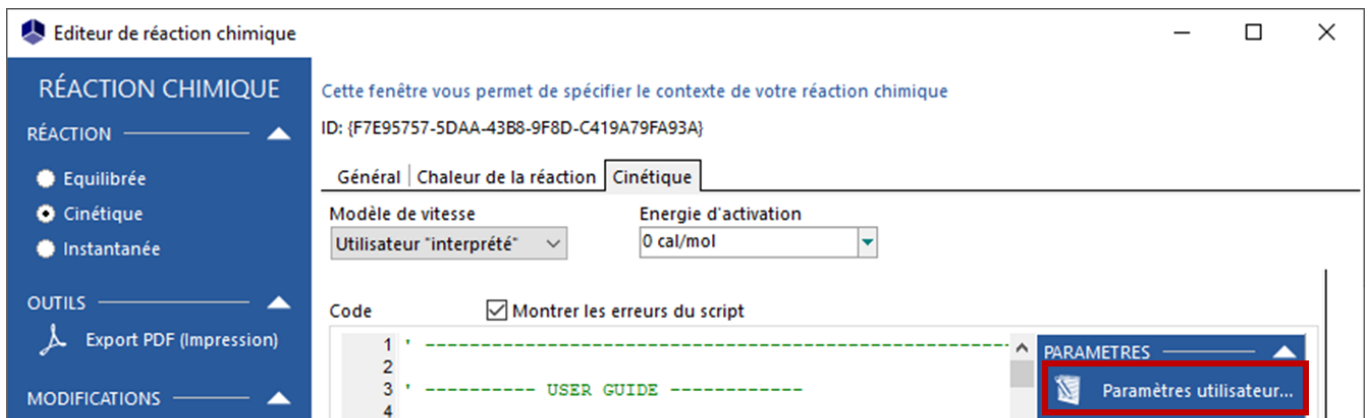 Editeur de réaction chimique
RÉACTION CHIMIQUE
RÉACTION
Equilibrée
Cinétique
Instantanée
OUTILS
Export PDF (Impression)
MODIFICATIONS
Cette fenêtre vous permet de spécifier le contexte de votre réaction chimique
ID: {F7E95757-5DAA-43B8-9F8D-C419A79FA93A}
Général Chaleur de la réaction Cinétique
Modèle de vitesse Energie d'activation
Utilisateur "interprété" 0 cal/mol
Code Montrer les erreurs du script
1 ' ------------------------------------------------------
2
3 ' ---------- USER GUIDE ------------
4
PARAMETRES
Paramètres utilisateur...